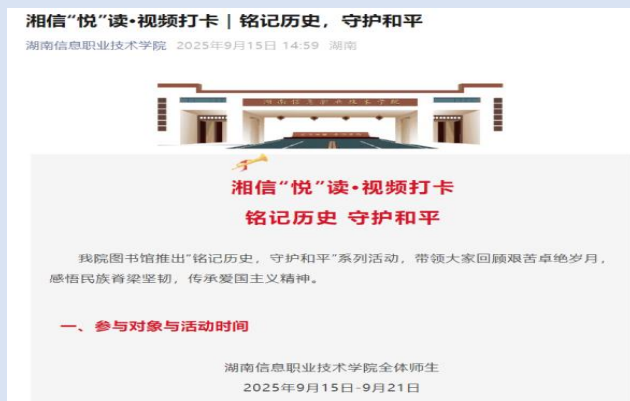 湘信“悦”读·视频打卡｜铭记历史，守护和平
湖南信息职业技术学院 2025年9月15日 14:59 湖南
湖南信息职业技术学院
湘信“悦”读·视频打卡
铭记历史 守护和平
我院图书馆推出“铭记历史，守护和平”系列活动，带领大家回顾艰苦卓绝岁月，
感悟民族脊梁坚韧，传承爱国主义精神。
一、参与对象与活动时间
湖南信息职业技术学院全体师生
2025年9月15日-9月21日